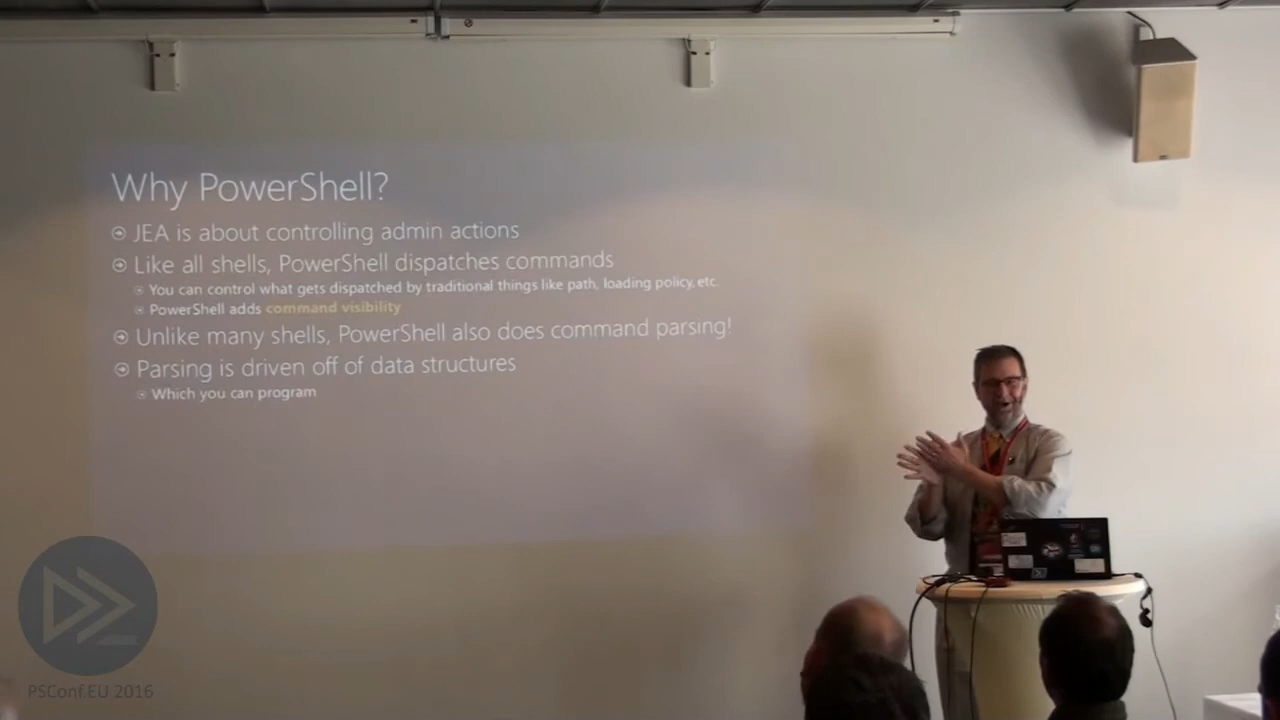 Why PowerShell?
JEA is about controlling admin actions
Like all shells, PowerShell dispatches commands
You can control what gets dispatched by traditional things like path, loading policy, etc.
PowerShell adds command visibility
Unlike many shells, PowerShell also does command parsing!
Parsing is driven off of data structures
Which you can program
PSConf.EU 2016